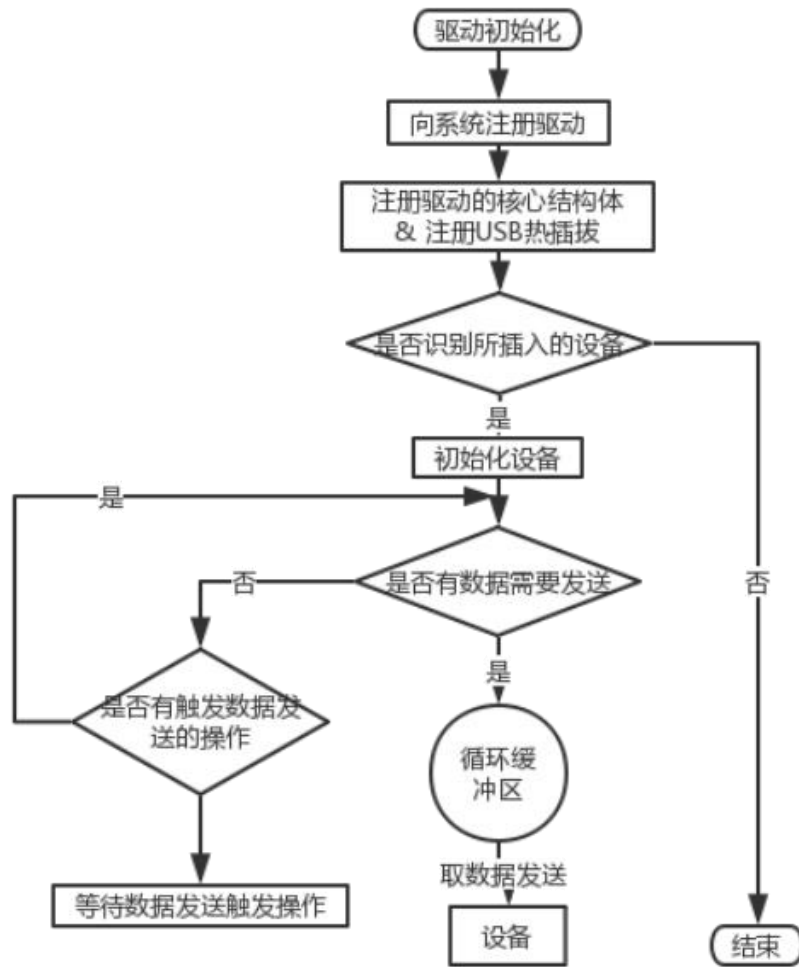 驱动初始化
向系统注册驱动
注册驱动的核心结构体
& 注册USB热插拔
是否识别所插入的设备
是
初始化设备
是
是否有数据需要发送
否
否
是
是否有触发数据发
送的操作
循环缓
冲区
取数据发送
等待数据发送触发操作
设备
结束